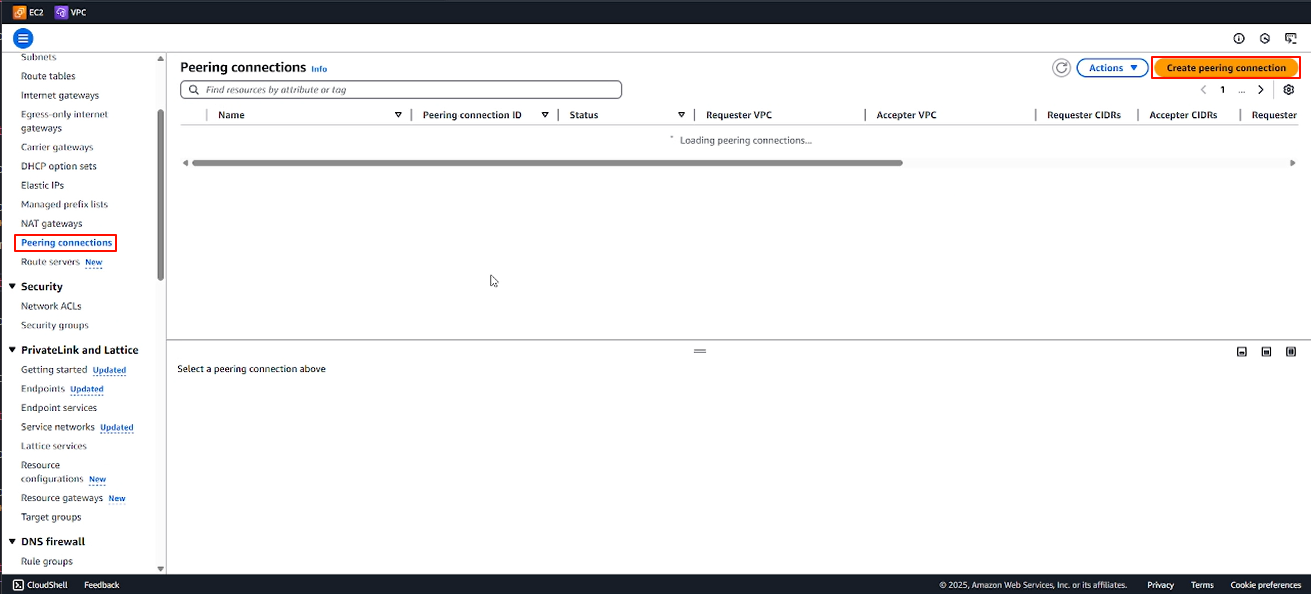 EC2 VPC
Subnets
Route tables
Internet gateways
Egress-only internet
gateways
Carrier gateways
DHCP option sets
Elastic IPs
Managed prefix lists
NAT gateways
Peering connections
Route servers New
Security
Network ACLs
Security groups
PrivateLink and Lattice
Getting started Updated
Endpoints Updated
Endpoint services
Service networks Updated
Lattice services
Resource
configurations New
Resource gateways New
Target groups
DNS firewall
Rule groups
Peering connections Info
Actions
Create peering connection
Find resources by attribute or tag
1 ...
Name Peering connection ID Status Requester VPC Accepter VPC Requester CIDRs Accepter CIDRs Requester
Loading peering connections...
Select a peering connection above
CloudShell Feedback © 2025, Amazon Web Services, Inc. or its affiliates. Privacy Terms Cookie preferences